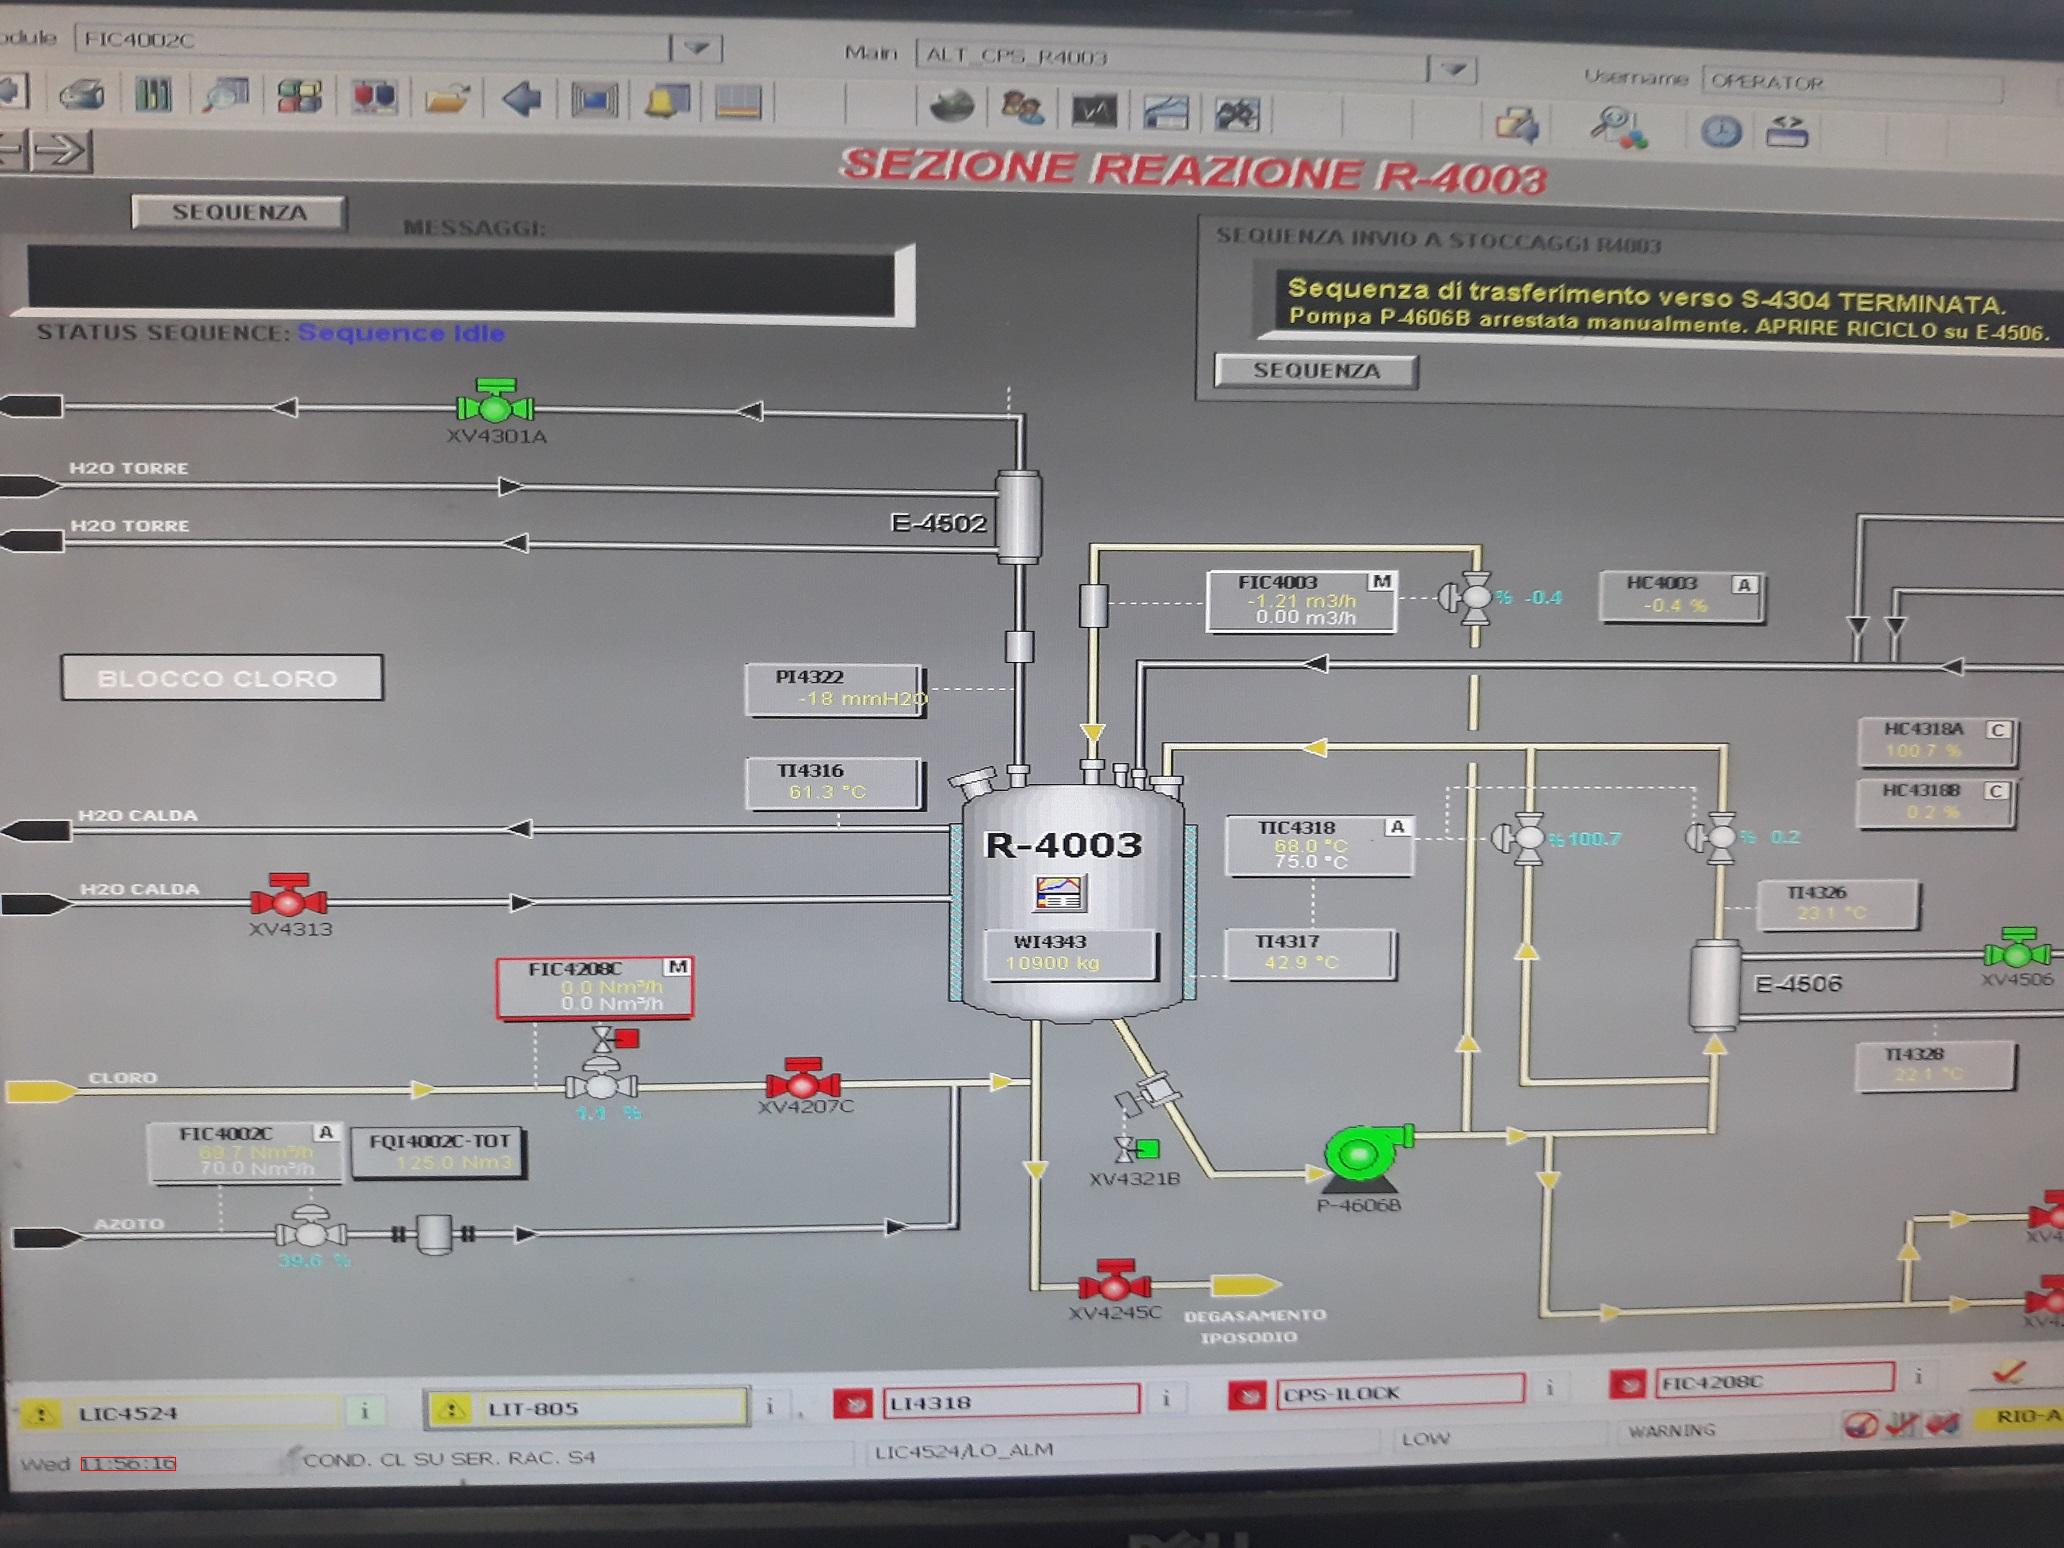 FIC4002C
Main ALT_CPS_R4003
Username OPERATOR
SEZIONE REAZIONE R-4003
SEQUENZA
MESSAGGI:
STATUS SEQUENCE: Sequence Idle
SEQUENZA INVIO A STOCCAGGI R4003
Sequenza di trasferimento verso S-4304 TERMINATA.
Pompa P-4606B arrestata manualmente. APRIRE RICICLO su E-4506.
SEQUENZA
XV4301A
H2O TORRE
H2O TORRE
E-4502
FIC4003 M
-1.21 m3/h
0.00 m3/h
% -0.4
HC4003 A
-0.4 %
BLOCCO CLORO
PI4322
-18 mmH2O
TI4316
61.3 °C
HC4318A C
100.7 %
HC4318B C
0.2 %
H2O CALDA
H2O CALDA
XV4313
R-4003
WI4343
10900 kg
TIC4318 A
68.0 °C
75.0 °C
% 100.7
% 0.2
TI4317
42.9 °C
TI4326
23.1 °C
E-4506
XV4506
TI4328
22.1 °C
FIC4208C M
0.0 Nm³/h
0.0 Nm³/h
CLORO
1.1 %
XV4207C
FIC4002C A
69.7 Nm³/h
70.0 Nm³/h
FQI4002C-TOT
125.0 Nm3
AZOTO
39.6 %
XV4321B
P-4606B
XV4245C
DEGASAMENTO
IPOSODIO
LIC4524 i
LIT-805 i
LI4318 i
CPS-ILOCK i
FIC4208C i
Wed 11:56:16
COND. CL SU SER. RAC. S4
LIC4524/LO_ALM
LOW
WARNING
RIO-A